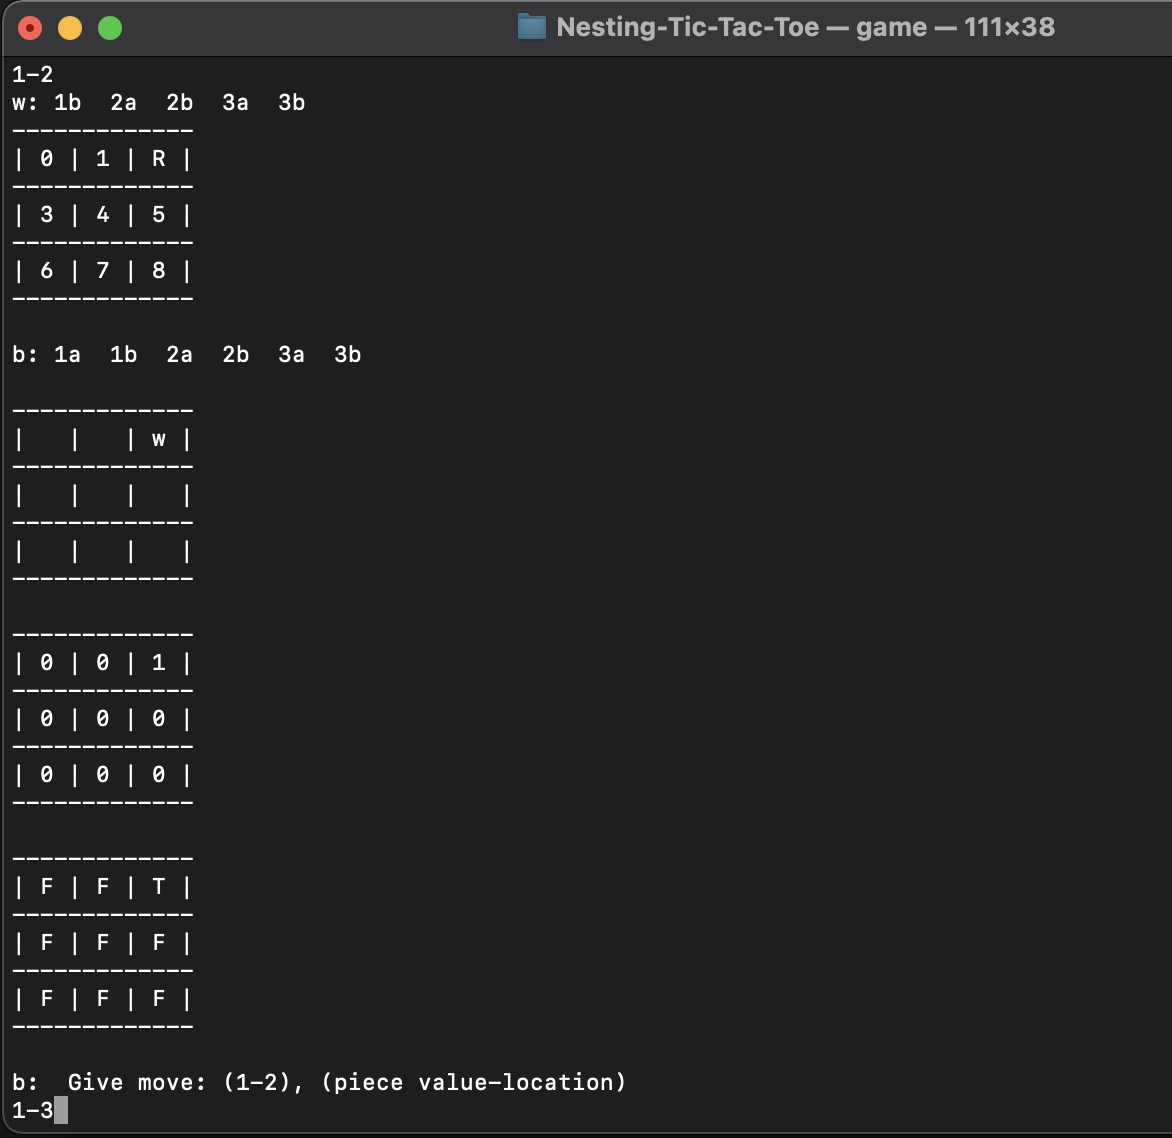 Nesting-Tic-Tac-Toe — game — 111×38
1-2
w: 1b  2a  2b  3a  3b
-------------
| 0 | 1 | R |
-------------
| 3 | 4 | 5 |
-------------
| 6 | 7 | 8 |
-------------
b: 1a  1b  2a  2b  3a  3b
-------------
|   |   | w |
-------------
|   |   |   |
-------------
|   |   |   |
-------------
-------------
| 0 | 0 | 1 |
-------------
| 0 | 0 | 0 |
-------------
| 0 | 0 | 0 |
-------------
-------------
| F | F | T |
-------------
| F | F | F |
-------------
| F | F | F |
-------------
b:  Give move: (1-2), (piece value-location)
1-3